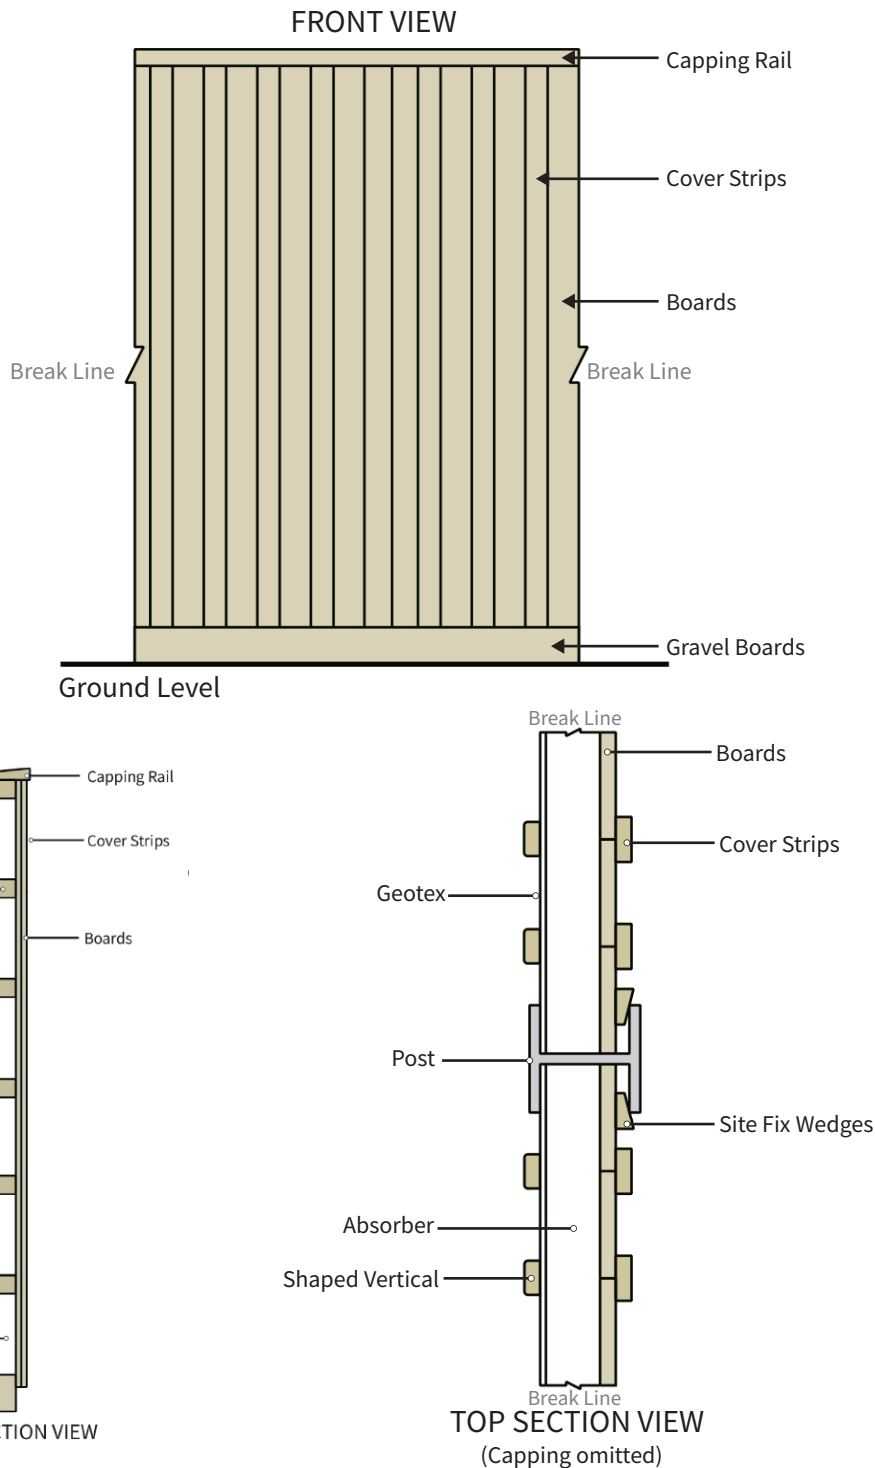 FRONT VIEW
Capping Rail
Cover Strips
Boards
Break Line
Break Line
Gravel Boards
Ground Level
Capping Rail
Cover Strips
Boards
TION VIEW
Break Line
Boards
Cover Strips
Geotex
Post
Site Fix Wedges
Absorber
Shaped Vertical
Break Line
TOP SECTION VIEW
(Capping omitted)